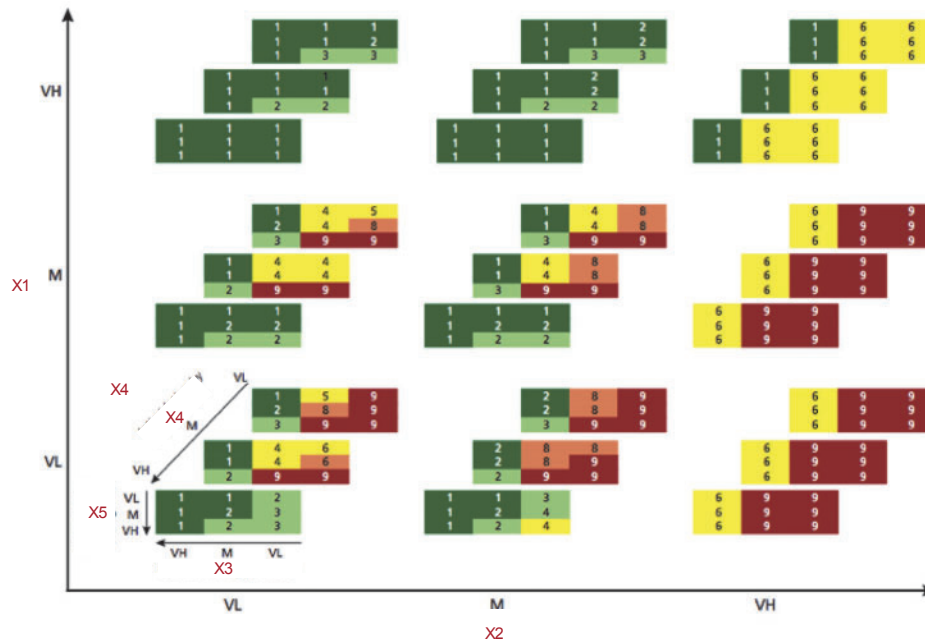 1 1 1 1 1 2 1 6 6
1 1 2 1 1 2 1 6 6
1 3 3 1 3 3 1 6 6
VH
1 1 1 1 1 2 1 6 6
1 1 1 1 1 2 1 6 6
1 2 2 1 2 2 1 6 6
1 1 1 1 1 1 1 6 6
1 1 1 1 1 1 1 6 6
1 1 1 1 1 1 1 6 6
1 4 5 1 4 8 6 9 9
2 4 8 1 4 8 6 9 9
3 9 9 3 9 9 6 9 9
X1
M
1 4 4 1 4 8 6 9 9
1 4 4 1 4 8 6 9 9
2 9 9 3 9 9 6 9 9
1 1 1 1 1 1 6 9 9
1 2 2 1 2 2 6 9 9
1 2 2 1 2 2 6 9 9
X4
X4
VL
M
VH
1 5 9 2 8 9 6 9 9
2 8 9 2 8 9 6 9 9
3 9 9 3 9 9 6 9 9
VL
1 4 6 2 8 8 6 9 9
1 4 6 2 8 9 6 9 9
2 9 9 2 9 9 6 9 9
X5
VL 1 1 2 1 1 3 6 9 9
M 1 2 3 1 2 4 6 9 9
VH 1 2 3 1 2 4 6 9 9
VH M VL
X3
VL M VH
X2